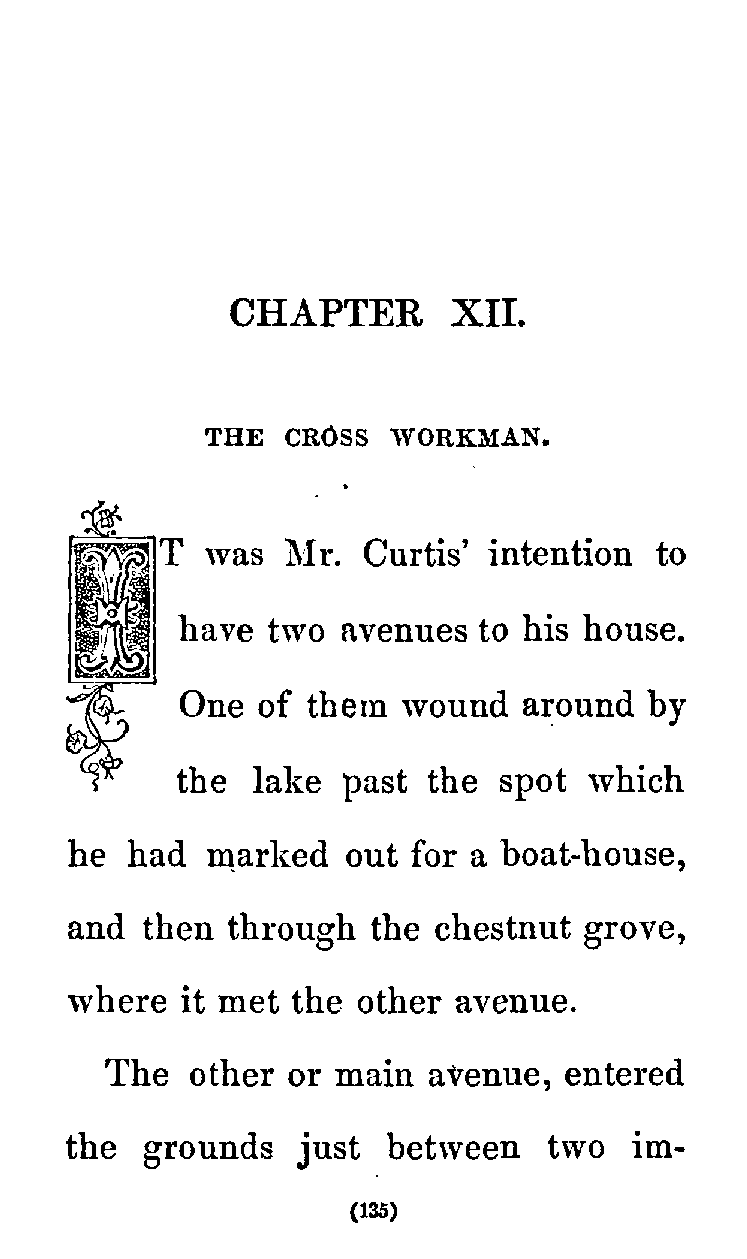 CHAPTER XII.
THE CROSS WORKMAN.
IT was Mr. Curtis' intention to
have two avenues to his house.
One of them wound around by
the lake past the spot which
he had marked out for a boat-house,
and then through the chestnut grove,
where it met the other avenue.
The other or main avenue, entered
the grounds just between two im-
(135)